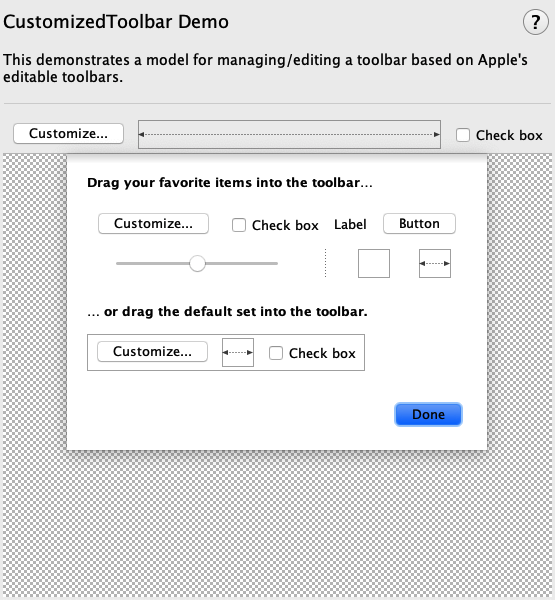 CustomizedToolbar Demo
?
This demonstrates a model for managing/editing a toolbar based on Apple's
editable toolbars.
Customize... Check box
Drag your favorite items into the toolbar...
Customize... Check box Label Button
... or drag the default set into the toolbar.
Customize... Check box
Done